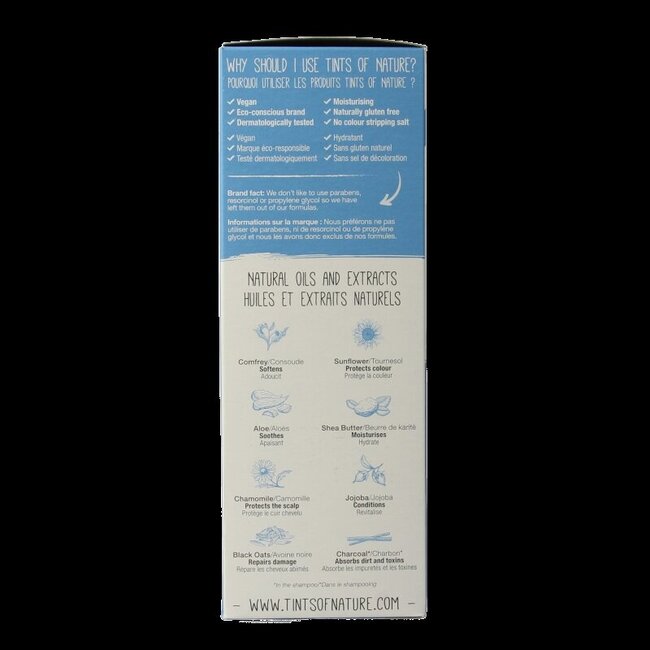 WHY SHOULD I USE TINTS OF NATURE?
POURQUOI UTILISER LES PRODUITS TINTS OF NATURE ?
✓ Vegan ✓ Moisturising
✓ Eco-conscious brand ✓ Naturally gluten free
✓ Dermatologically tested ✓ No colour stripping salt
✓ Végan ✓ Hydratant
✓ Marque éco-responsible ✓ Sans gluten naturel
✓ Testé dermatologiquement ✓ Sans sel de décoloration
Brand fact: We don't like to use parabens,
resorcinol or propylene glycol so we have
left them out of our formulas.
Informations sur la marque : Nous préférons ne pas
utiliser de parabens, ni de resorcinol ou de propylène
glycol et nous les avons donc exclus de nos formules.
NATURAL OILS AND EXTRACTS
HUILES ET EXTRAITS NATURELS
Comfrey/Consoude Sunflower/Tournesol
Softens Protects colour
Adoucit Protège la couleur
Aloe/Aloès Shea Butter/Beurre de karité
Soothes Moisturises
Apaisant Hydrate
Chamomile/Camomille Jojoba/Jojoba
Protects the scalp Conditions
Protège le cuir chevelu Revitalise
Black Oats/Avoine noire Charcoal*/Charbon*
Repairs damage Absorbs dirt and toxins
Répare les cheveux abîmés Absorbe les impuretés et les toxines
*In the shampoo/*Dans le shampooing
- WWW.TINTSOFNATURE.COM -